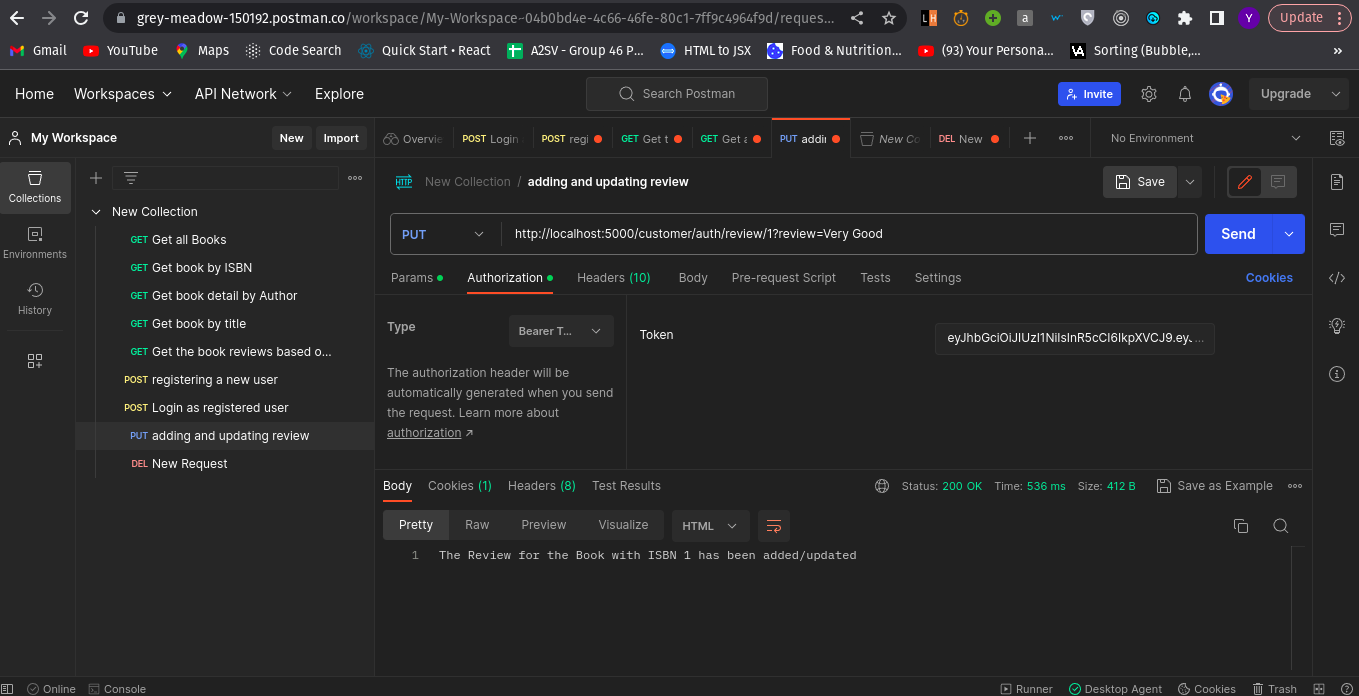 grey-meadow-150192.postman.co/workspace/My-Workspace-04b0bd4e-4c66-46fe-80c1-7ff9c4964f9d/reques...
Y
Update
Gmail
YouTube
Maps
Code Search
Quick Start • React
A2SV - Group 46 P...
HTML to JSX
Food & Nutrition...
(93) Your Persona...
VA
Sorting (Bubble,...
»
Home
Workspaces
API Network
Explore
Search Postman
Invite
Upgrade
My Workspace
New
Import
Overvie
POST Login
POST regi
GET Get t
GET Get a
PUT addin
New Co
DEL New
No Environment
Collections
Environments
History
New Collection
GET Get all Books
GET Get book by ISBN
GET Get book detail by Author
GET Get book by title
GET Get the book reviews based o...
POST registering a new user
POST Login as registered user
PUT adding and updating review
DEL New Request
HTTP
New Collection / adding and updating review
Save
PUT
http://localhost:5000/customer/auth/review/1?review=Very Good
Send
Params
Authorization
Headers (10)
Body
Pre-request Script
Tests
Settings
Cookies
Type
Bearer T...
The authorization header will be
automatically generated when you send
the request. Learn more about
authorization ↗
Token
Body
Cookies (1)
Headers (8)
Test Results
Status: 200 OK
Time: 536 ms
Size: 412 B
Save as Example
Pretty
Raw
Preview
Visualize
HTML
1 The Review for the Book with ISBN 1 has been added/updated
Online
Console
Runner
Desktop Agent
Cookies
Trash